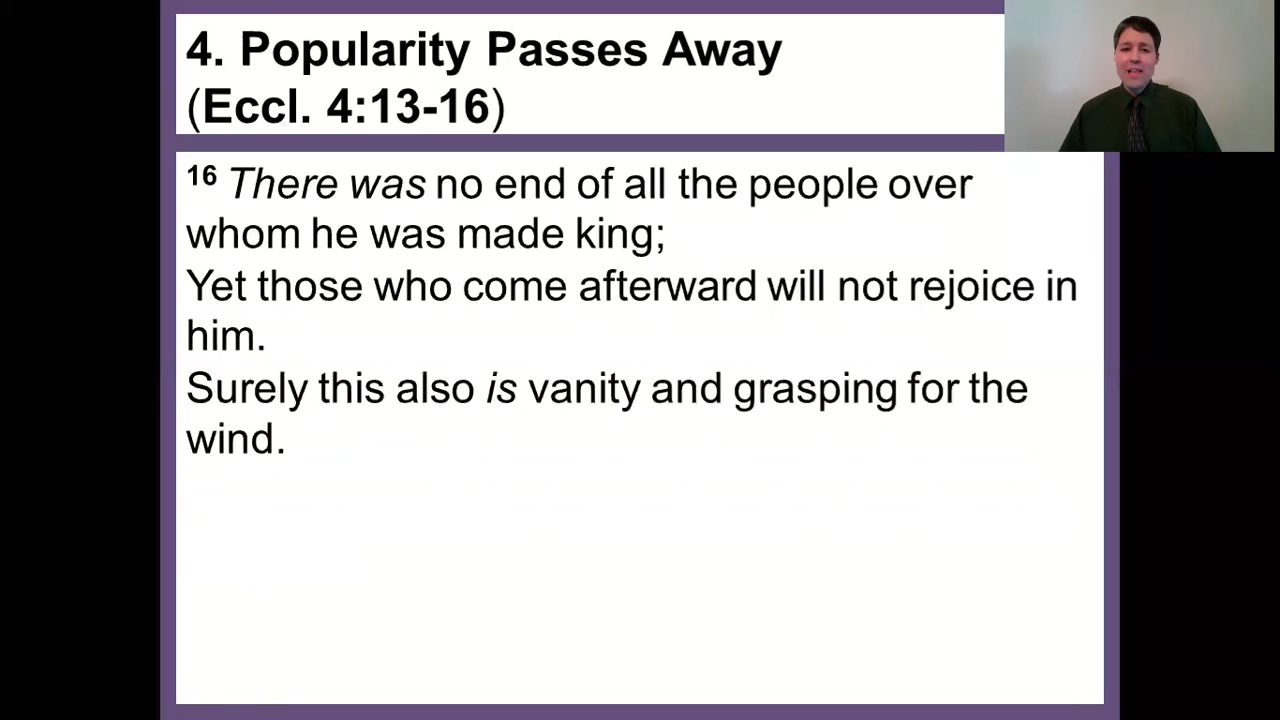 4. Popularity Passes Away
(Eccl. 4:13-16)
16 There was no end of all the people over
whom he was made king;
Yet those who come afterward will not rejoice in
him.
Surely this also is vanity and grasping for the
wind.